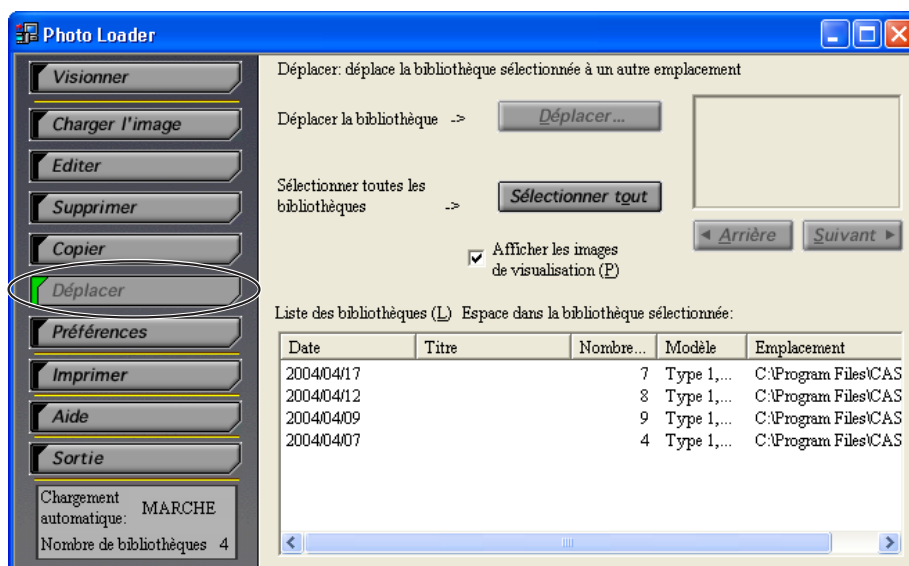 Photo Loader
Visionner
Charger l'image
Editer
Supprimer
Copier
Déplacer
Préférences
Imprimer
Aide
Sortie
Chargement
automatique: MARCHE
Nombre de bibliothèques 4
Déplacer: déplace la bibliothèque sélectionnée à un autre emplacement
Déplacer la bibliothèque -> Déplacer...
Sélectionner toutes les
bibliothèques -> Sélectionner tout
Arrière Suivant
Afficher les images
de visualisation (P)
Liste des bibliothèques (L) Espace dans la bibliothèque sélectionnée:
Date Titre Nombre... Modèle Emplacement
2004/04/17 7 Type 1,... C:\Program Files\CAS
2004/04/12 8 Type 1,... C:\Program Files\CAS
2004/04/09 9 Type 1,... C:\Program Files\CAS
2004/04/07 4 Type 1,... C:\Program Files\CAS